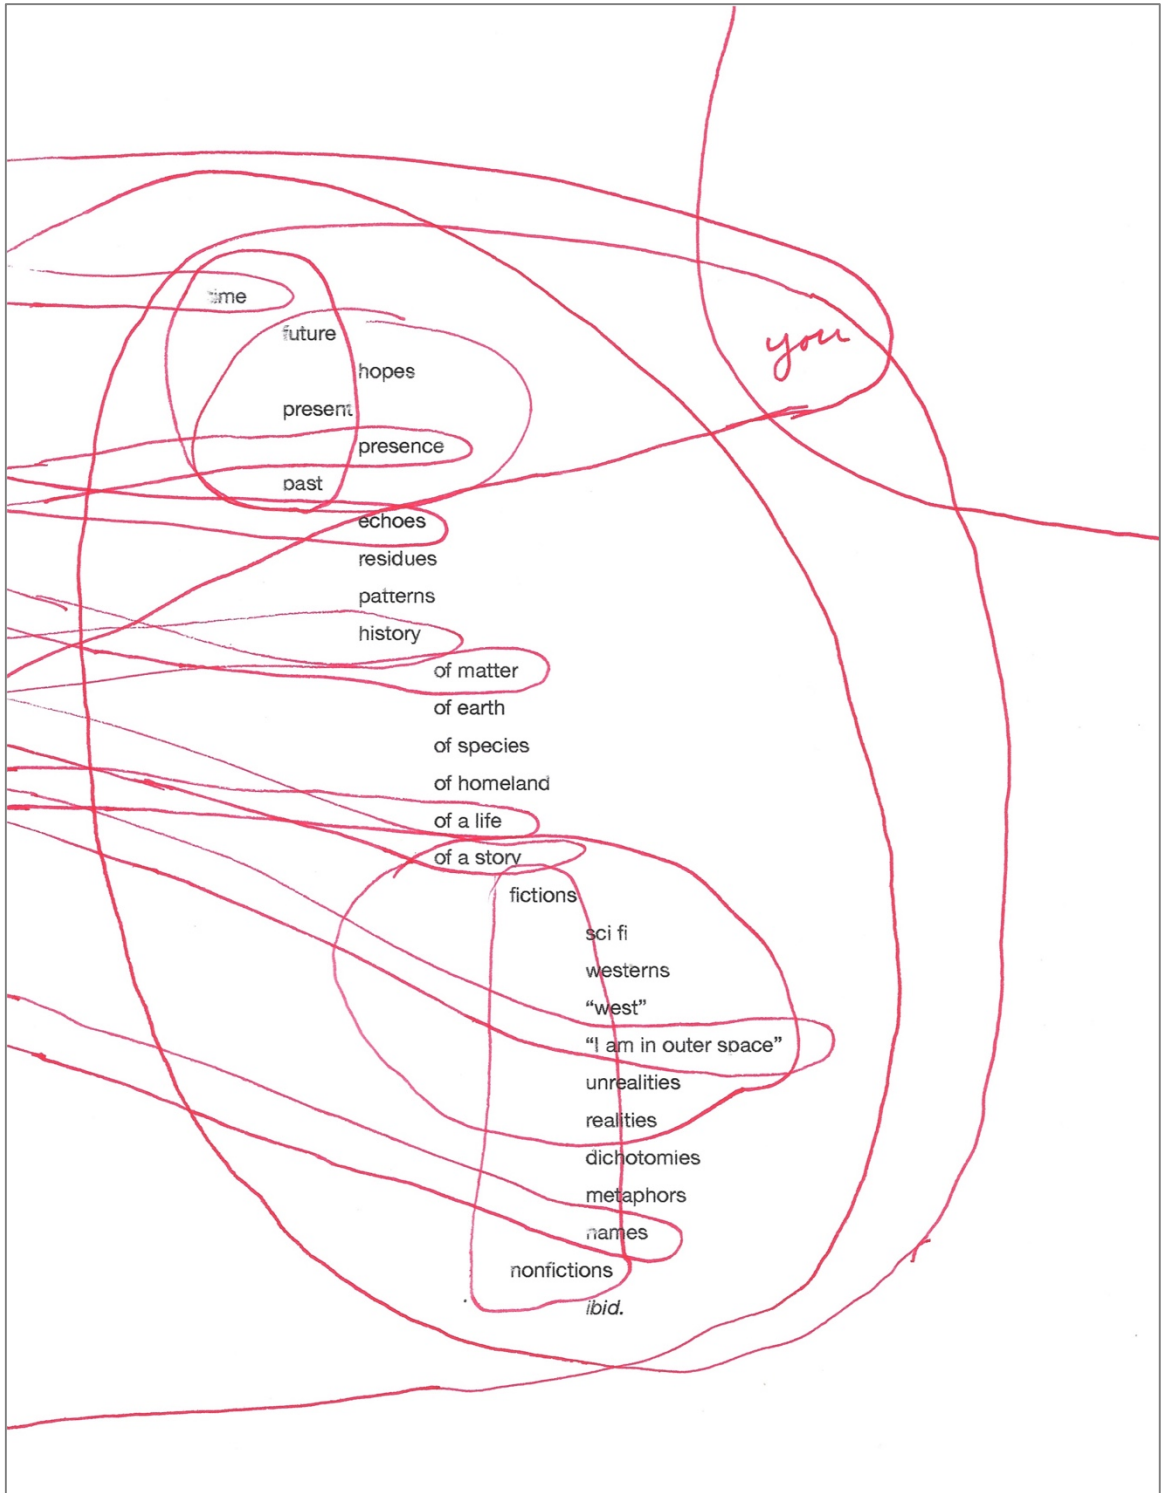 time
future
you
hopes
present
presence
past
echoes
residues
patterns
history
of matter
of earth
of species
of homeland
of a life
of a story
fictions
sci fi
westerns
“west”
“I am in outer space”
unrealities
realities
dichotomies
metaphors
names
nonfictions
ibid.